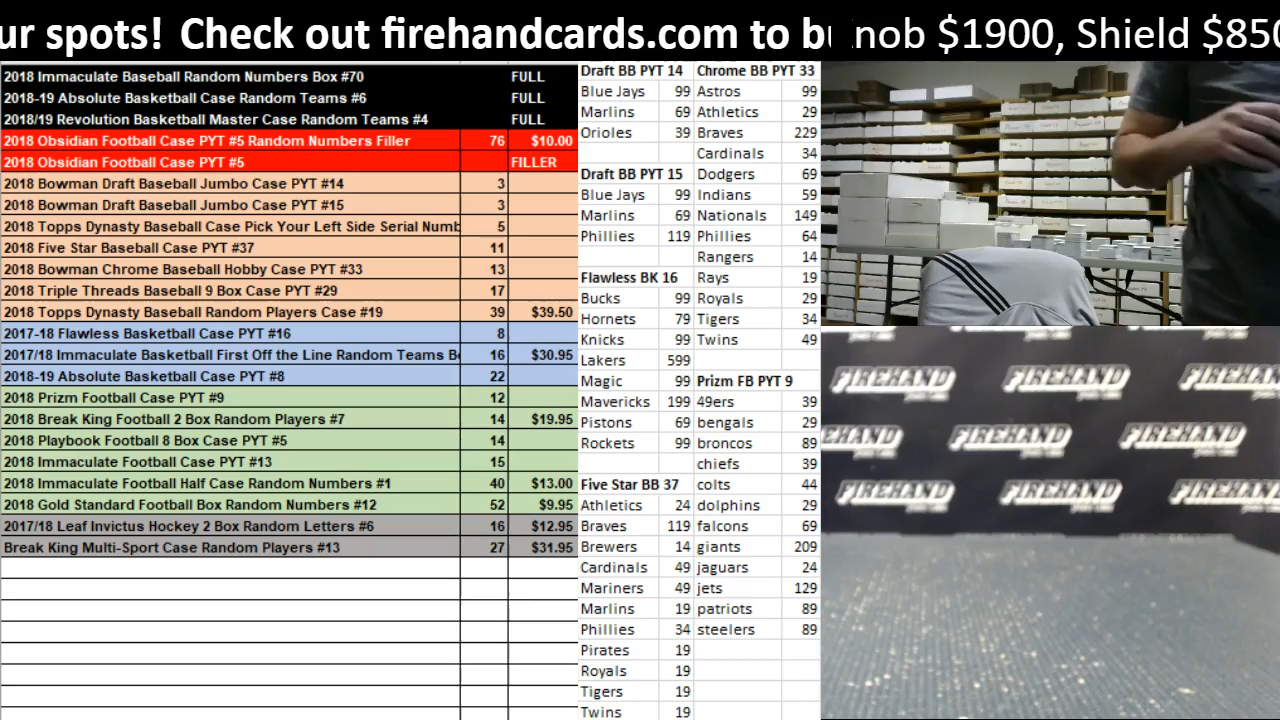 ur spots! Check out firehandcards.com to bu
nob $1900, Shield $850
2018 Immaculate Baseball Random Numbers Box #70 FULL
2018-19 Absolute Basketball Case Random Teams #6 FULL
2018/19 Revolution Basketball Master Case Random Teams #4 FULL
2018 Obsidian Football Case PYT #5 Random Numbers Filler 76 $10.00
2018 Obsidian Football Case PYT #5 FILLER
2018 Bowman Draft Baseball Jumbo Case PYT #14 3
2018 Bowman Draft Baseball Jumbo Case PYT #15 3
2018 Topps Dynasty Baseball Case Pick Your Left Side Serial Numb 5
2018 Five Star Baseball Case PYT #37 11
2018 Bowman Chrome Baseball Hobby Case PYT #33 13
2018 Triple Threads Baseball 9 Box Case PYT #29 17
2018 Topps Dynasty Baseball Random Players Case #19 39 $39.50
2017-18 Flawless Basketball Case PYT #16 8
2017/18 Immaculate Basketball First Off the Line Random Teams Bo 16 $30.95
2018-19 Absolute Basketball Case PYT #8 22
2018 Prizm Football Case PYT #9 12
2018 Break King Football 2 Box Random Players #7 14 $19.95
2018 Playbook Football 8 Box Case PYT #5 14
2018 Immaculate Football Case PYT #13 15
2018 Immaculate Football Half Case Random Numbers #1 40 $13.00
2018 Gold Standard Football Box Random Numbers #12 52 $9.95
2017/18 Leaf Invictus Hockey 2 Box Random Letters #6 16 $12.95
Break King Multi-Sport Case Random Players #13 27 $31.95
Draft BB PYT 14
Blue Jays 99
Marlins 69
Orioles 39
Draft BB PYT 15
Blue Jays 99
Marlins 69
Phillies 119
Flawless BK 16
Bucks 99
Hornets 79
Knicks 99
Lakers 599
Magic 99
Mavericks 199
Pistons 69
Rockets 99
Five Star BB 37
Athletics 24
Braves 119
Brewers 14
Cardinals 49
Mariners 49
Marlins 19
Phillies 34
Pirates 19
Royals 19
Tigers 19
Twins 19
Chrome BB PYT 33
Astros 99
Athletics 29
Braves 229
Cardinals 34
Dodgers 69
Indians 59
Nationals 149
Phillies 64
Rangers 14
Rays 19
Royals 29
Tigers 34
Twins 49
Prizm FB PYT 9
49ers 39
bengals 29
broncos 89
chiefs 39
colts 44
dolphins 29
falcons 69
giants 209
jaguars 24
jets 129
patriots 89
steelers 89
FIREHAND FIREHAND FIREHAND
FIREHAND FIREHAND FIREHAND
FIREHAND FIREHAND FIREHAND